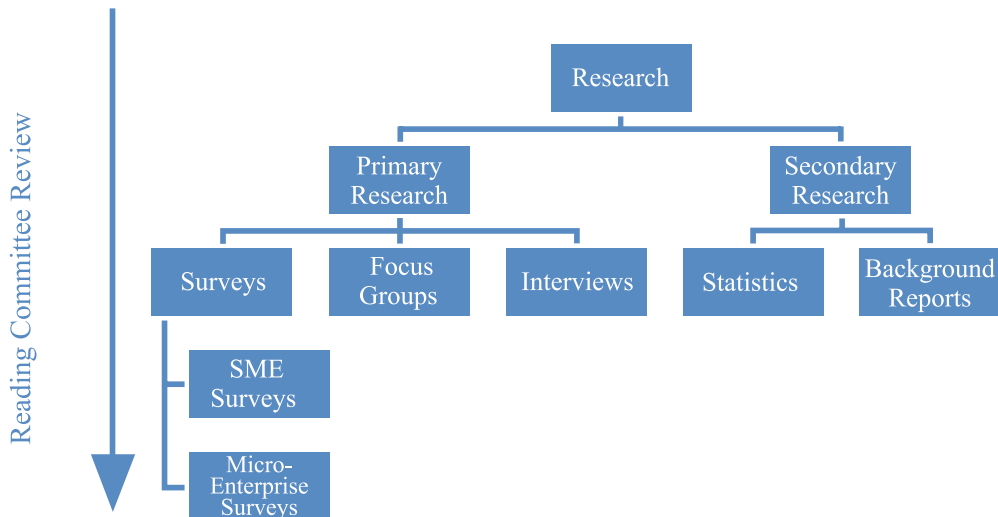 Reading Committee Review
Research
Primary
Research
Secondary
Research
Surveys
Focus
Groups
Interviews
Statistics
Background
Reports
SME
Surveys
Micro-
Enterprise
Surveys